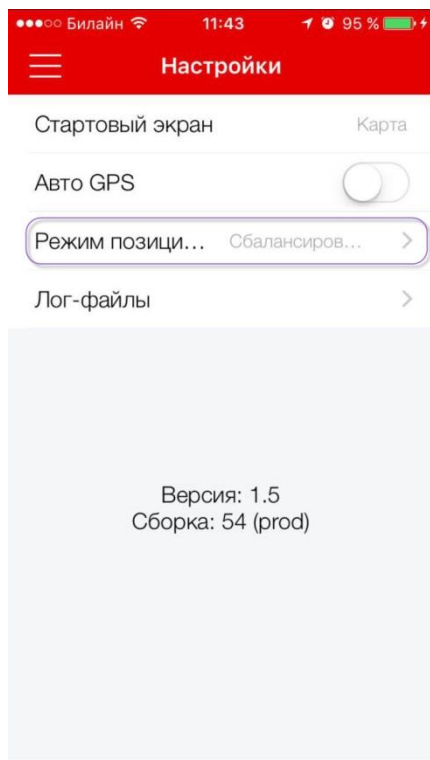 Билайн 11:43 95 %
Настройки
Стартовый экран Карта
Авто GPS
Режим позици... Сбалансиров...
Лог-файлы
Версия: 1.5
Сборка: 54 (prod)